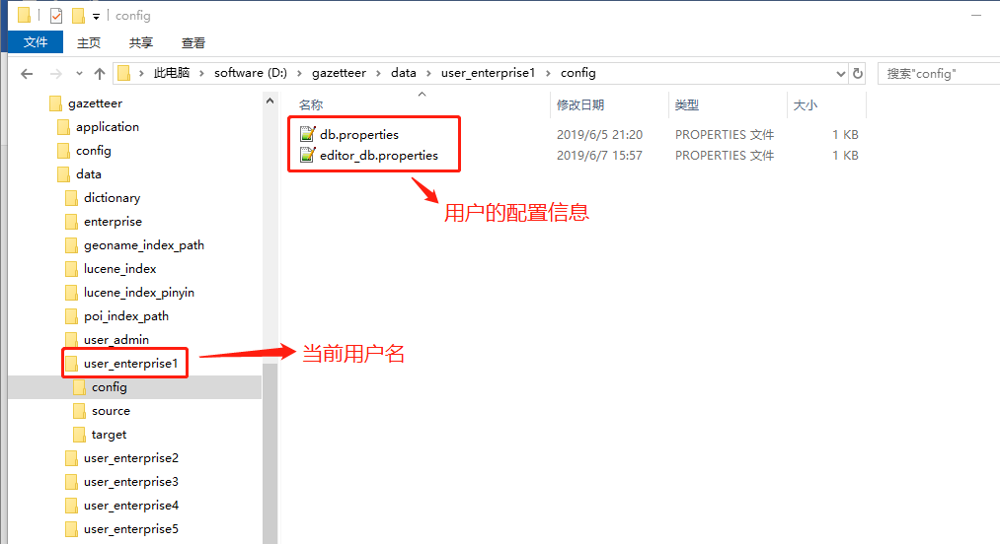 config
文件 主页 共享 查看
此电脑 software (D:) gazetteer data user_enterprise1 config
搜索"config"
gazetteer
application
config
data
dictionary
enterprise
geoname_index_path
lucene_index
lucene_index_pinyin
poi_index_path
user_admin
user_enterprise1
config
source
target
user_enterprise2
user_enterprise3
user_enterprise4
user_enterprise5
名称 修改日期 类型 大小
db.properties 2019/6/5 21:20 PROPERTIES 文件 1 KB
editor_db.properties 2019/6/7 15:57 PROPERTIES 文件 1 KB
用户的配置信息
当前用户名